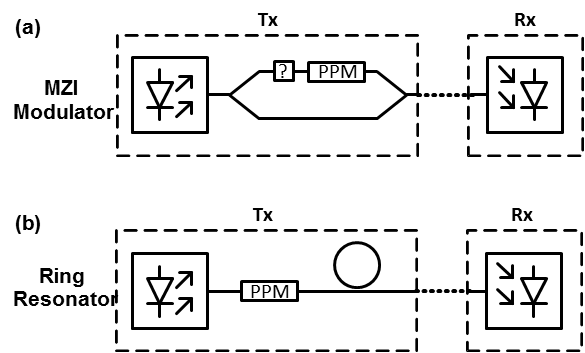 (a)
Tx
Rx
MZI
Modulator
?
PPM
(b)
Tx
Rx
Ring
Resonator
PPM